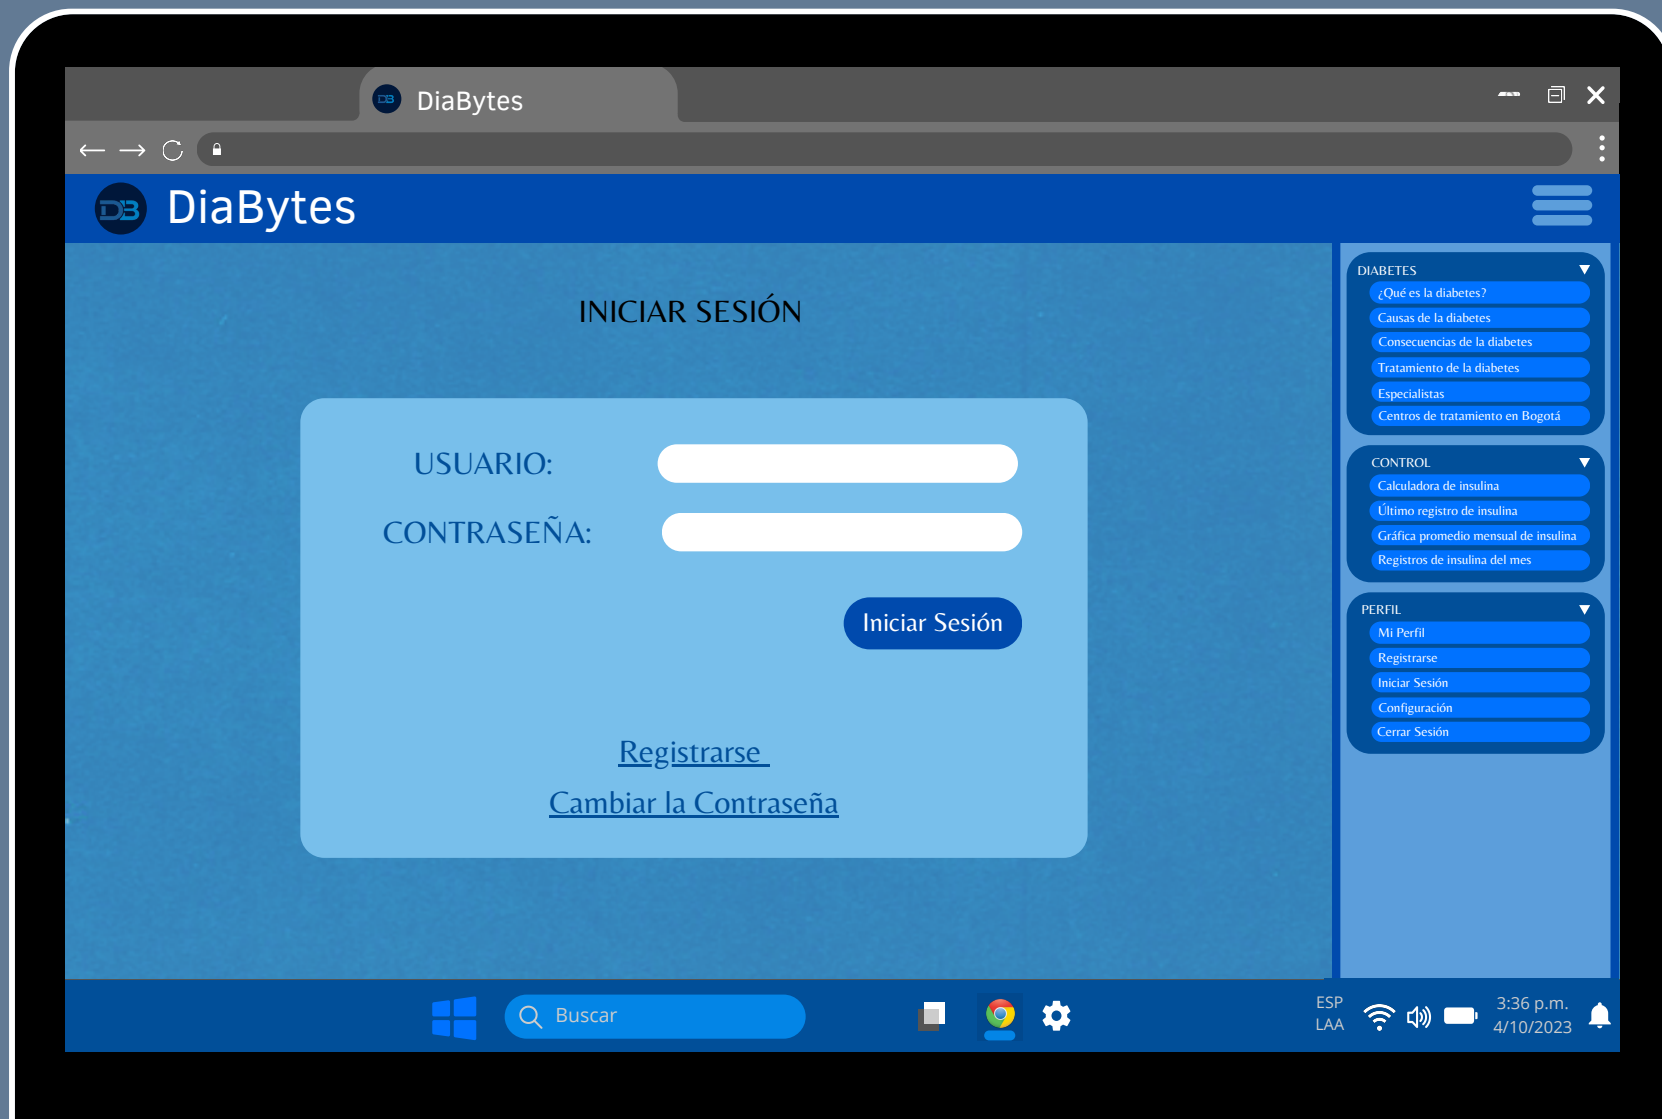 DB DiaBytes
DB DiaBytes
INICIAR SESIÓN
USUARIO:
CONTRASEÑA:
Iniciar Sesión
Registrarse
Cambiar la Contraseña
DIABETES
¿Qué es la diabetes?
Causas de la diabetes
Consecuencias de la diabetes
Tratamiento de la diabetes
Especialistas
Centros de tratamiento en Bogotá
CONTROL
Calculadora de insulina
Último registro de insulina
Gráfica promedio mensual de insulina
Registros de insulina del mes
PERFIL
Mi Perfil
Registrarse
Iniciar Sesión
Configuración
Cerrar Sesión
Buscar
ESP
LAA
3:36 p.m.
4/10/2023